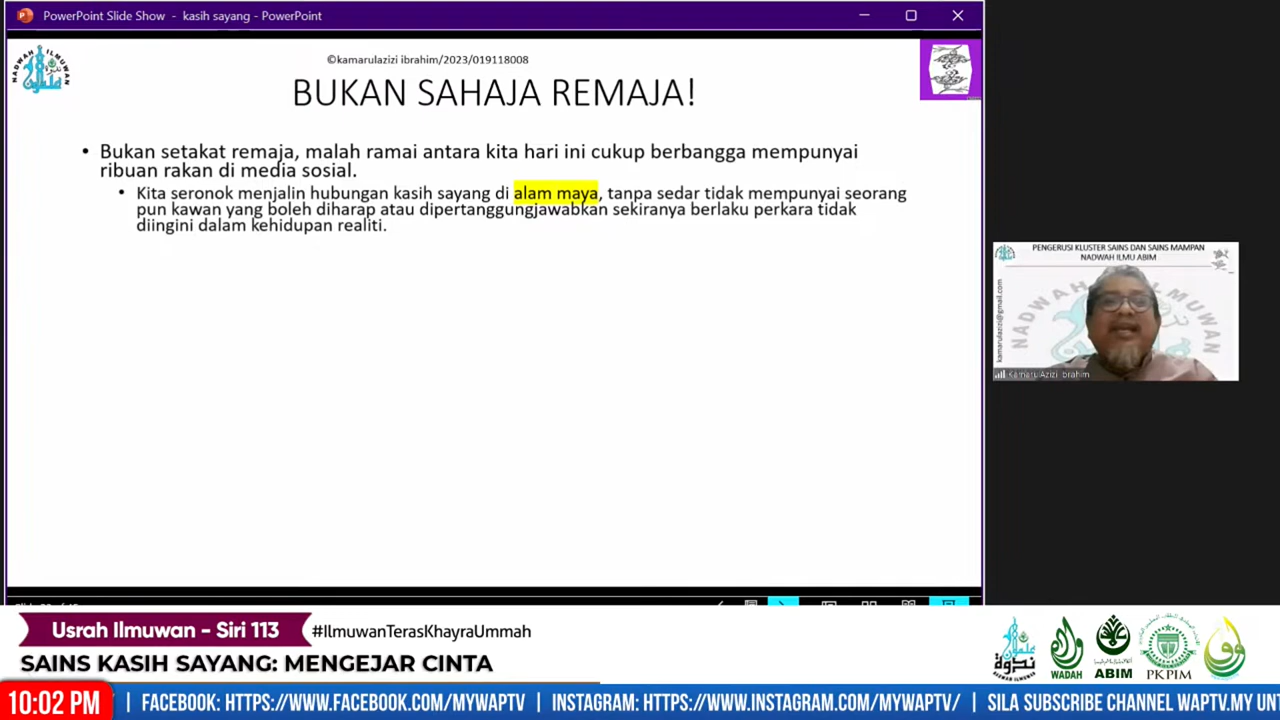 PowerPoint Slide Show - kasih sayang - PowerPoint
NADWAH ILMUWAN
©kamarulazizi ibrahim/2023/019118008
BUKAN SAHAJA REMAJA!
• Bukan setakat remaja, malah ramai antara kita hari ini cukup berbangga mempunyai
ribuan rakan di media sosial.
• Kita seronok menjalin hubungan kasih sayang di alam maya, tanpa sedar tidak mempunyai seorang
pun kawan yang boleh diharap atau dipertanggungjawabkan sekiranya berlaku perkara tidak
diingini dalam kehidupan realiti.
PENGERUSI KLUSTER SAINS DAN SAINS MAMPAN
NADWAH ILMU ABIM
kamarulazizi@gmail.com
KamarulAzizi Ibrahim
Usrah Ilmuwan - Siri 113
#IlmuwanTerasKhayraUmmah
SAINS KASIH SAYANG: MENGEJAR CINTA
WADAH
ABIM
PKPIM
10:02 PM
| FACEBOOK: HTTPS://WWW.FACEBOOK.COM/MYWAPTV | INSTAGRAM: HTTPS://WWW.INSTAGRAM.COM/MYWAPTV/ | SILA SUBSCRIBE CHANNEL WAPTV.MY